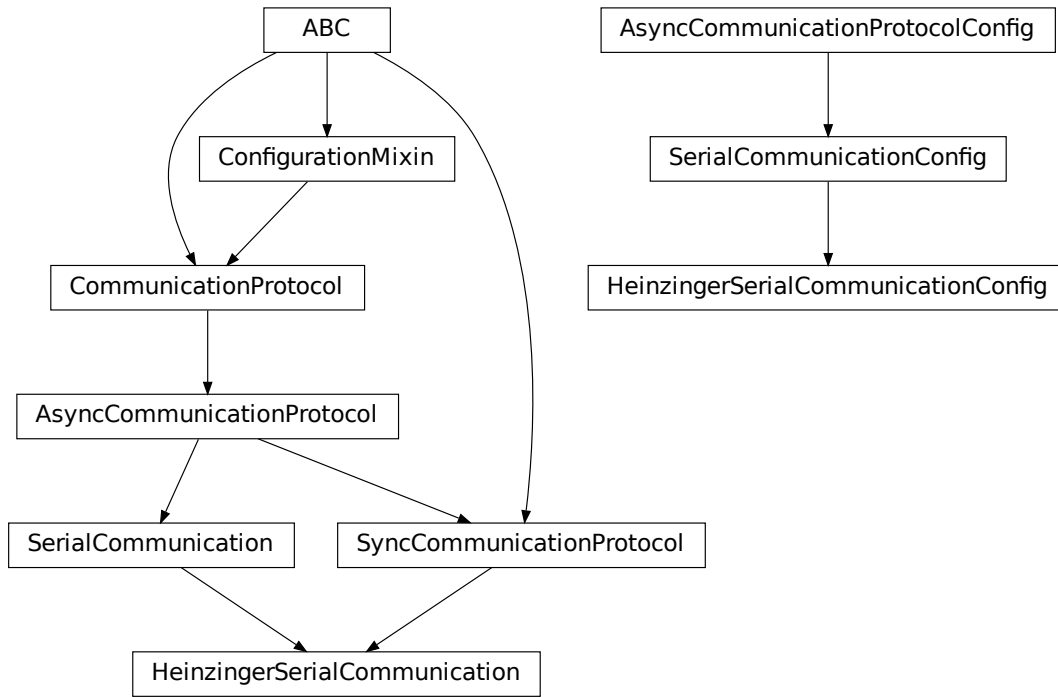 ABC
AsyncCommunicationProtocolConfig
ConfigurationMixin
SerialCommunicationConfig
CommunicationProtocol
HeinzingerSerialCommunicationConfig
AsyncCommunicationProtocol
SerialCommunication
SyncCommunicationProtocol
HeinzingerSerialCommunication